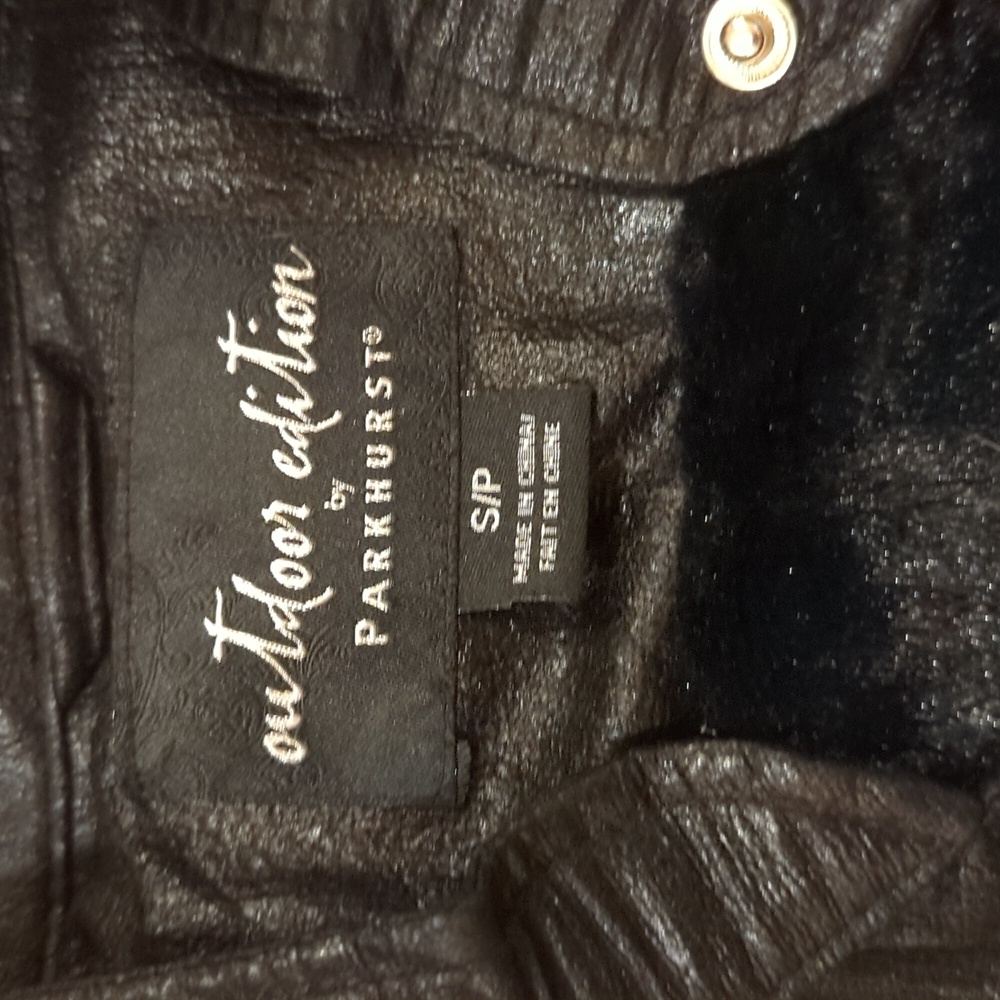 outdoor edition
by
PARKHURST®
S/P
MADE IN CHINA/
FAIT EN CHINE